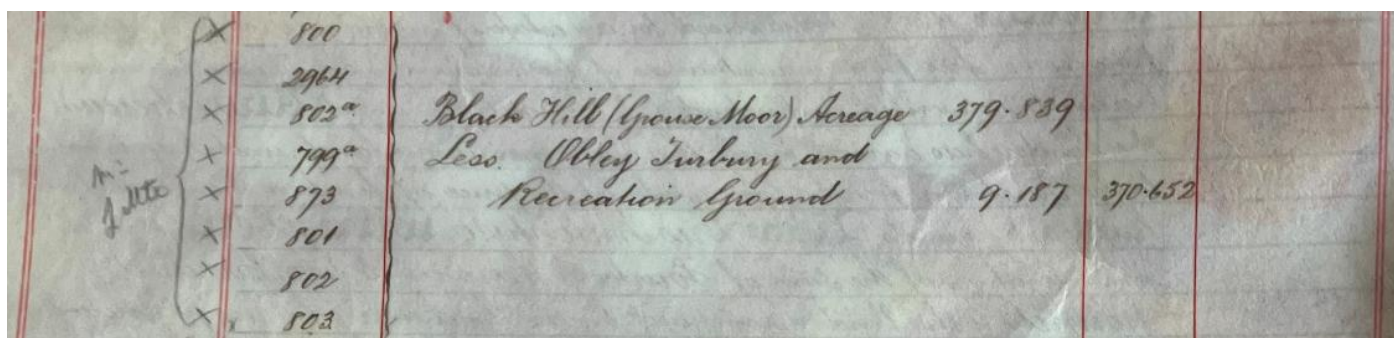 × 800
× 2964
× 802ᵃ Black Hill (Grouse Moor) Acreage 379.839
× 799ᵃ Less. Obley Turbury and
× 873 Recreation Ground 9.187 370.652
× 801
× 802
× 803